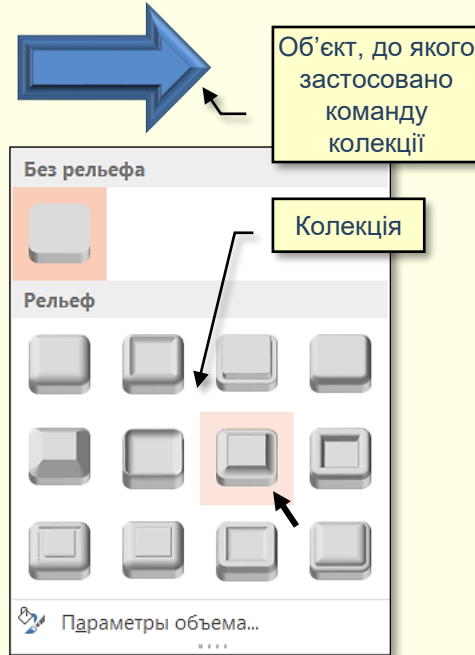 Об’єкт, до якого
застосовано
команду
колекції
Без рельефа
Колекція
Рельеф
Параметры объема...